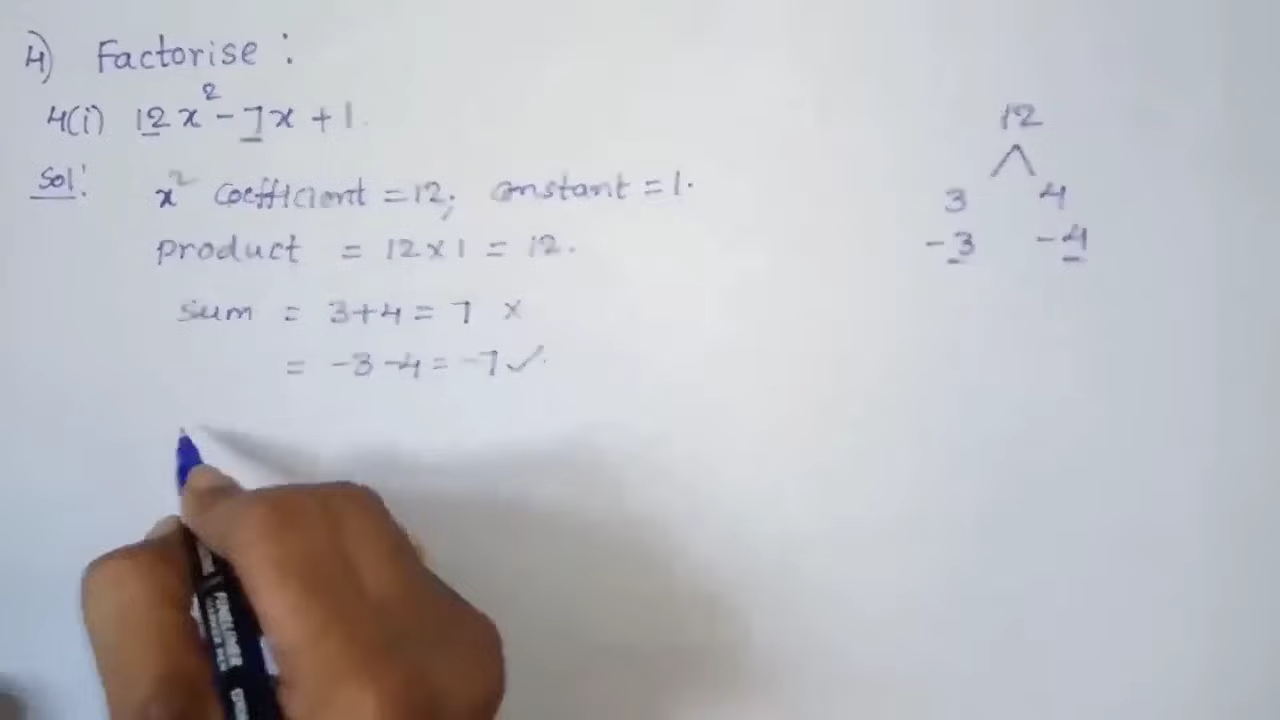 4) Factorise :
4(i) 12x² - 7x + 1.
Sol: x² coefficient = 12; constant = 1.
product = 12 × 1 = 12.
sum = 3+4 = 7 ×
= -3-4 = -7 ✓.
12
3 4
-3 -4